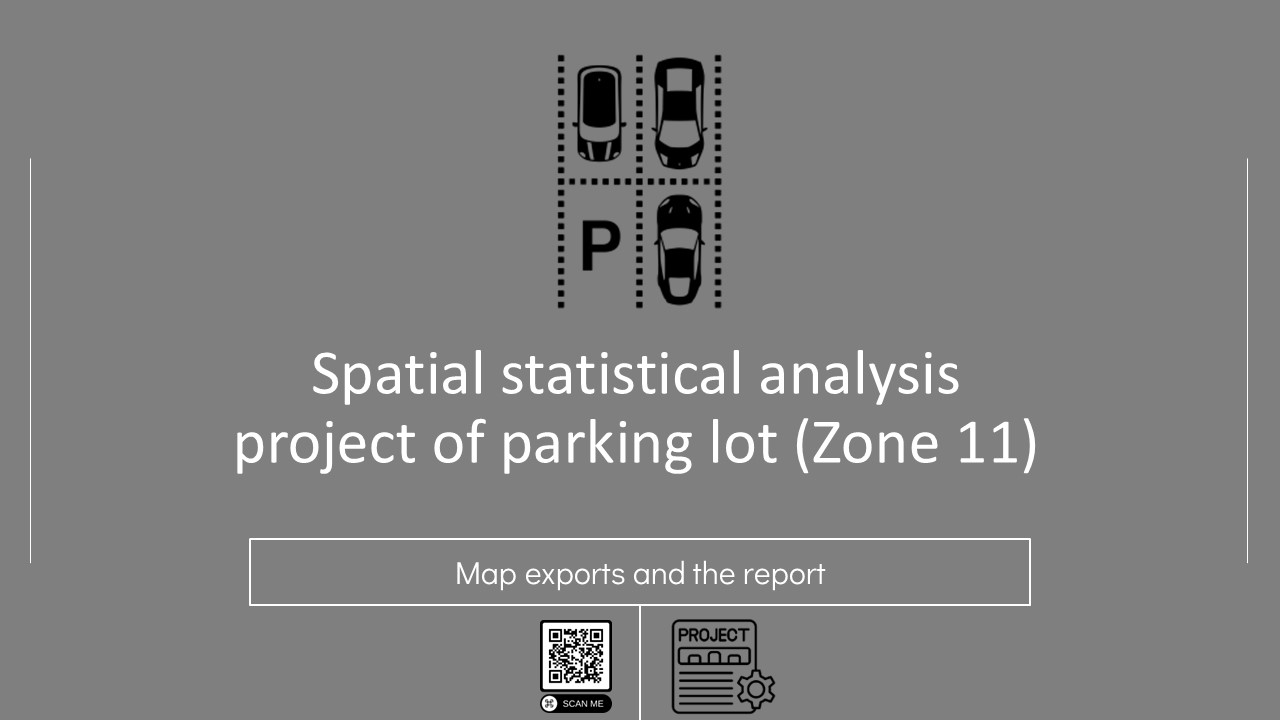 P
Spatial statistical analysis
project of parking lot (Zone 11)
Map exports and the report
SCAN ME
PROJECT